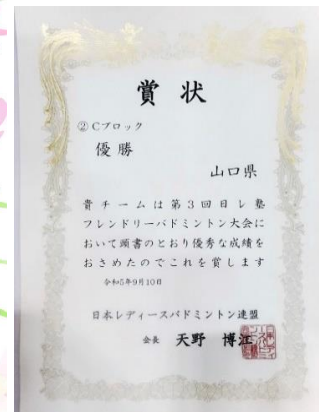 賞状
② Cブロック
優勝
山口県
貴チームは第3回日レ塾
フレンドリーバドミントン大会に
おいて頭書のとおり優秀な成績を
おさめたのでこれを賞します
令和5年9月10日
日本レディースバドミントン連盟
会長 天野 博江